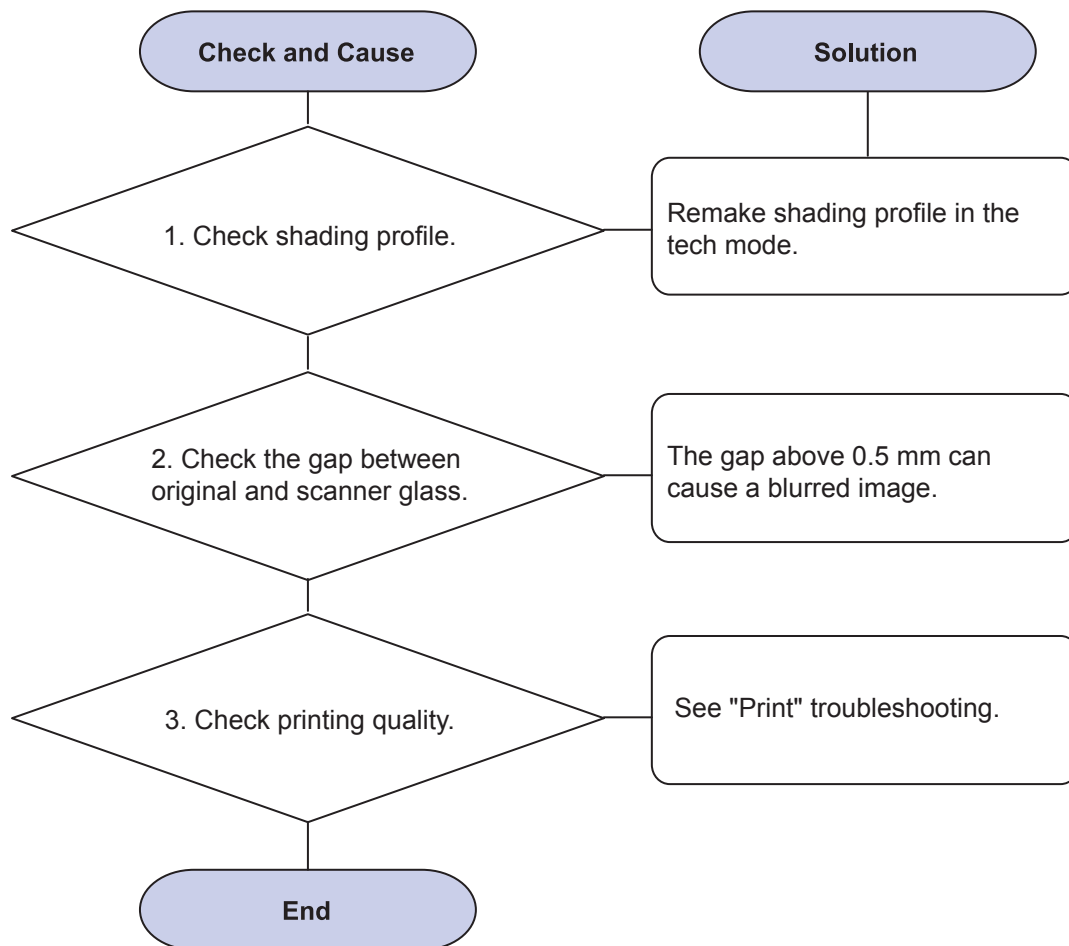 Check and Cause
Solution
1. Check shading profile.
Remake shading profile in the
tech mode.
2. Check the gap between
original and scanner glass.
The gap above 0.5 mm can
cause a blurred image.
3. Check printing quality.
See "Print" troubleshooting.
End